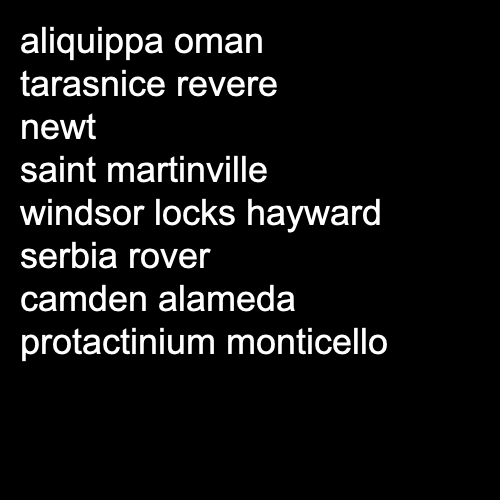 aliquippa oman
tarasnice revere
newt
saint martinville
windsor locks hayward
serbia rover
camden alameda
protactinium monticello